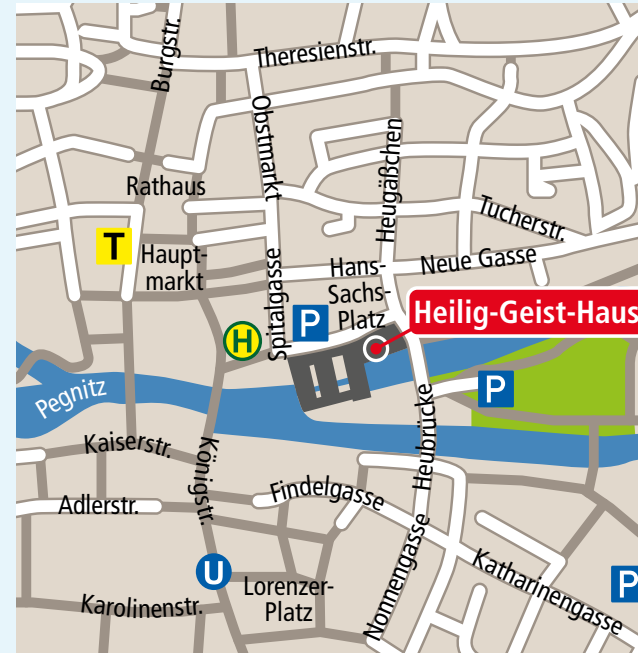 Burgstr.
Theresienstr.
Obstmarkt
Heugäßchen
Rathaus
Tucherstr.
T
Haupt-
markt
Spitalgasse
Hans-
Sachs-
Platz
Neue Gasse
P
Heilig-Geist-Haus
H
Pegnitz
P
Heubrücke
Kaiserstr.
Königstr.
Findelgasse
Adlerstr.
Nonnengasse
Katharinengasse
U
Lorenzer-
Platz
P
Karolinenstr.